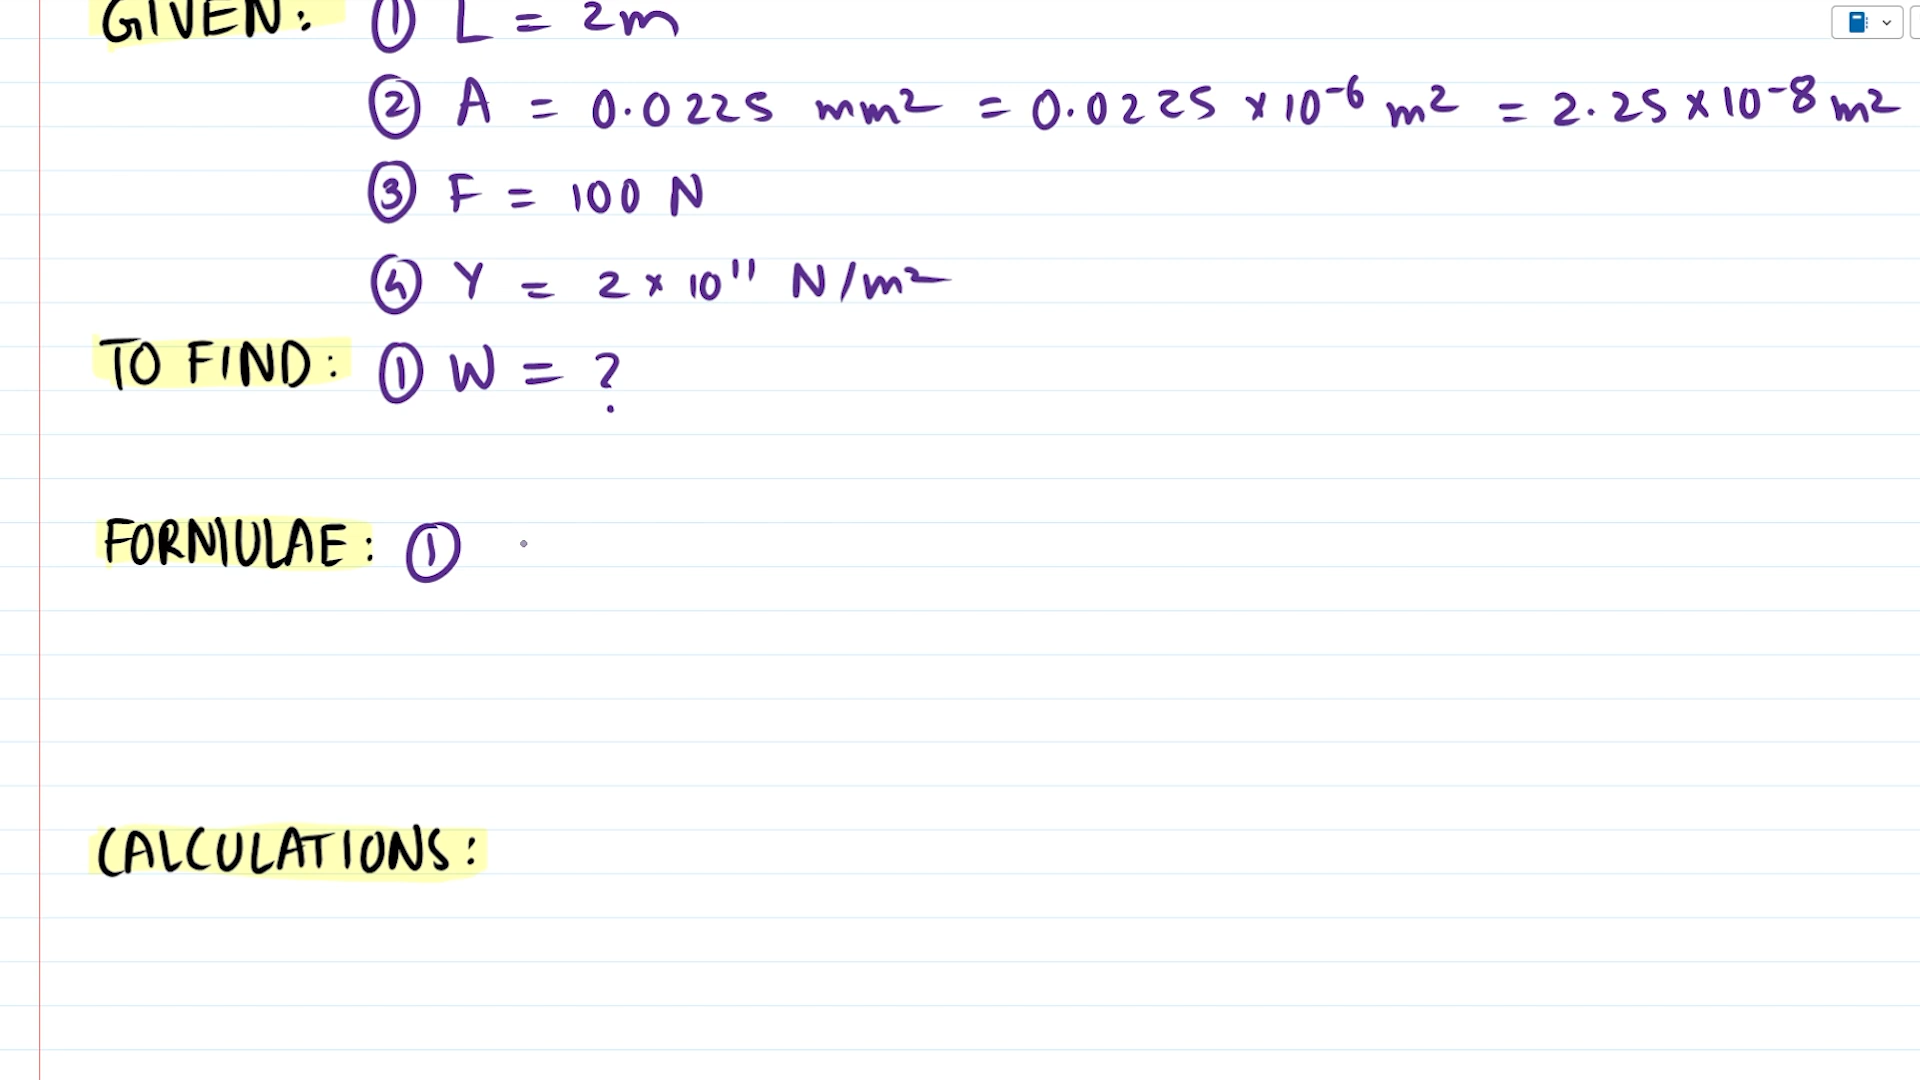 GIVEN: ① L = 2m
② A = 0.0225 mm² = 0.0225 × 10⁻⁶ m² = 2.25 × 10⁻⁸ m²
③ F = 100 N
④ Y = 2 × 10¹¹ N/m²
TO FIND: ① W = ?
FORMULAE: ①
CALCULATIONS: